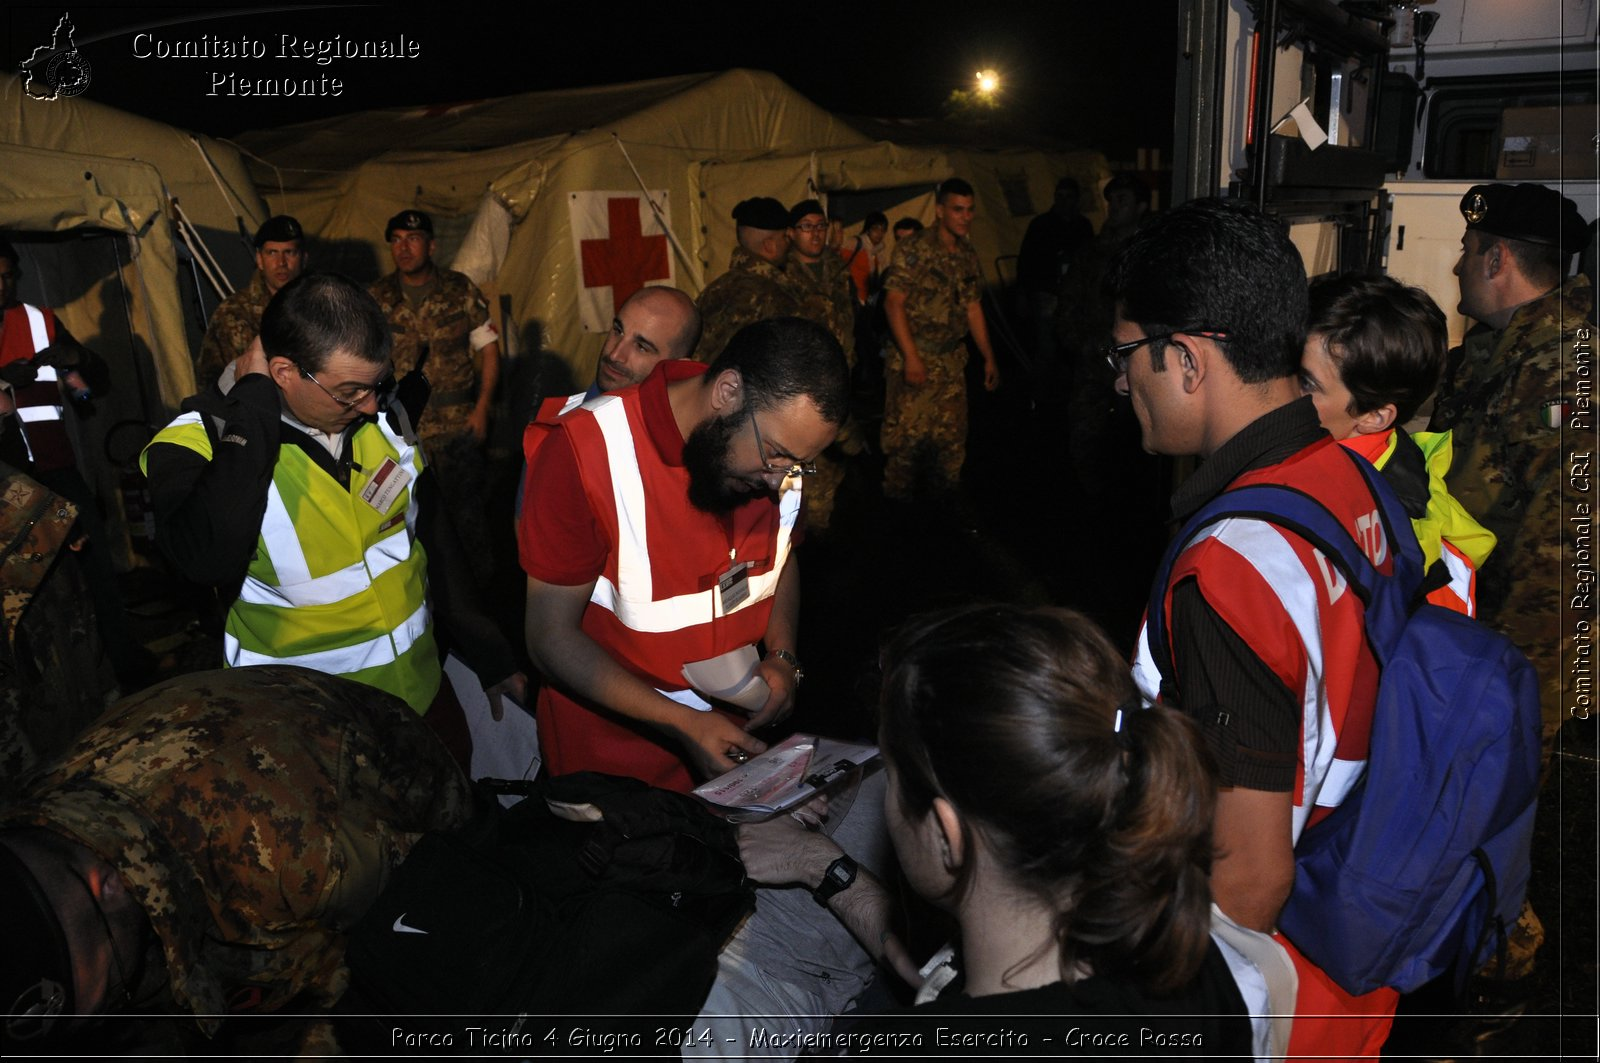 Comitato Regionale
Piemonte
Comitato Regionale CRI Piemonte
Parco Ticino 4 Giugno 2014 - Maxiemergenza Esercito - Croce Rossa